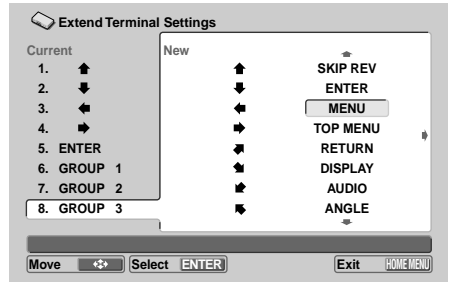 Extend Terminal Settings
Current New
1. ⬆ ⬆ SKIP REV
2. ⬇ ⬇ ENTER
3. ⬅ ⬅ MENU
4. ➡ ➡ TOP MENU
5. ENTER ⬈ RETURN
6. GROUP 1 ⬉ DISPLAY
7. GROUP 2 ⬋ AUDIO
8. GROUP 3 ⬊ ANGLE
Move Select ENTER Exit HOME MENU